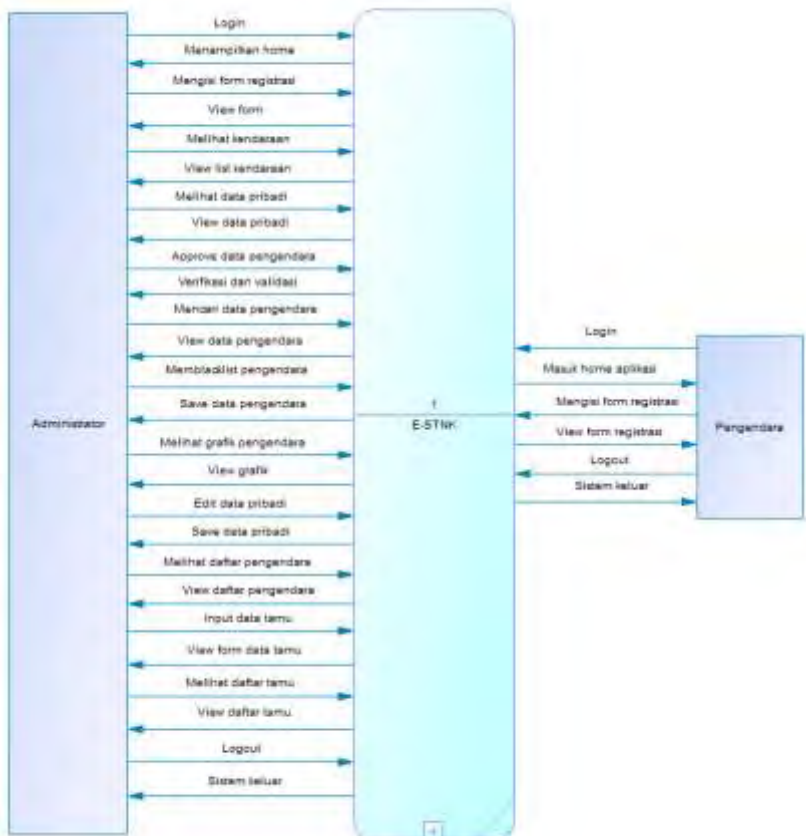 Login
Menampilkan home
Mengisi form registrasi
View form
Melihat kendaraan
View list kendaraan
Melihat data pribadi
View data pribadi
Approve data pengendara
Verifikasi dan validasi
Mencari data pengendara
View data pengendara
Memblacklist pengendara
Save data pengendara
Administrator
Melihat grafik pengendara
View grafik
Edit data pribadi
Save data pribadi
Melihat daftar pengendara
View daftar pengendara
Input data tamu
View form data tamu
Melihat daftar tamu
View daftar tamu
Logout
Sistem keluar
1
E-STNK
Login
Masuk home aplikasi
Mengisi form registrasi
View form registrasi
Logout
Sistem keluar
Pengendara